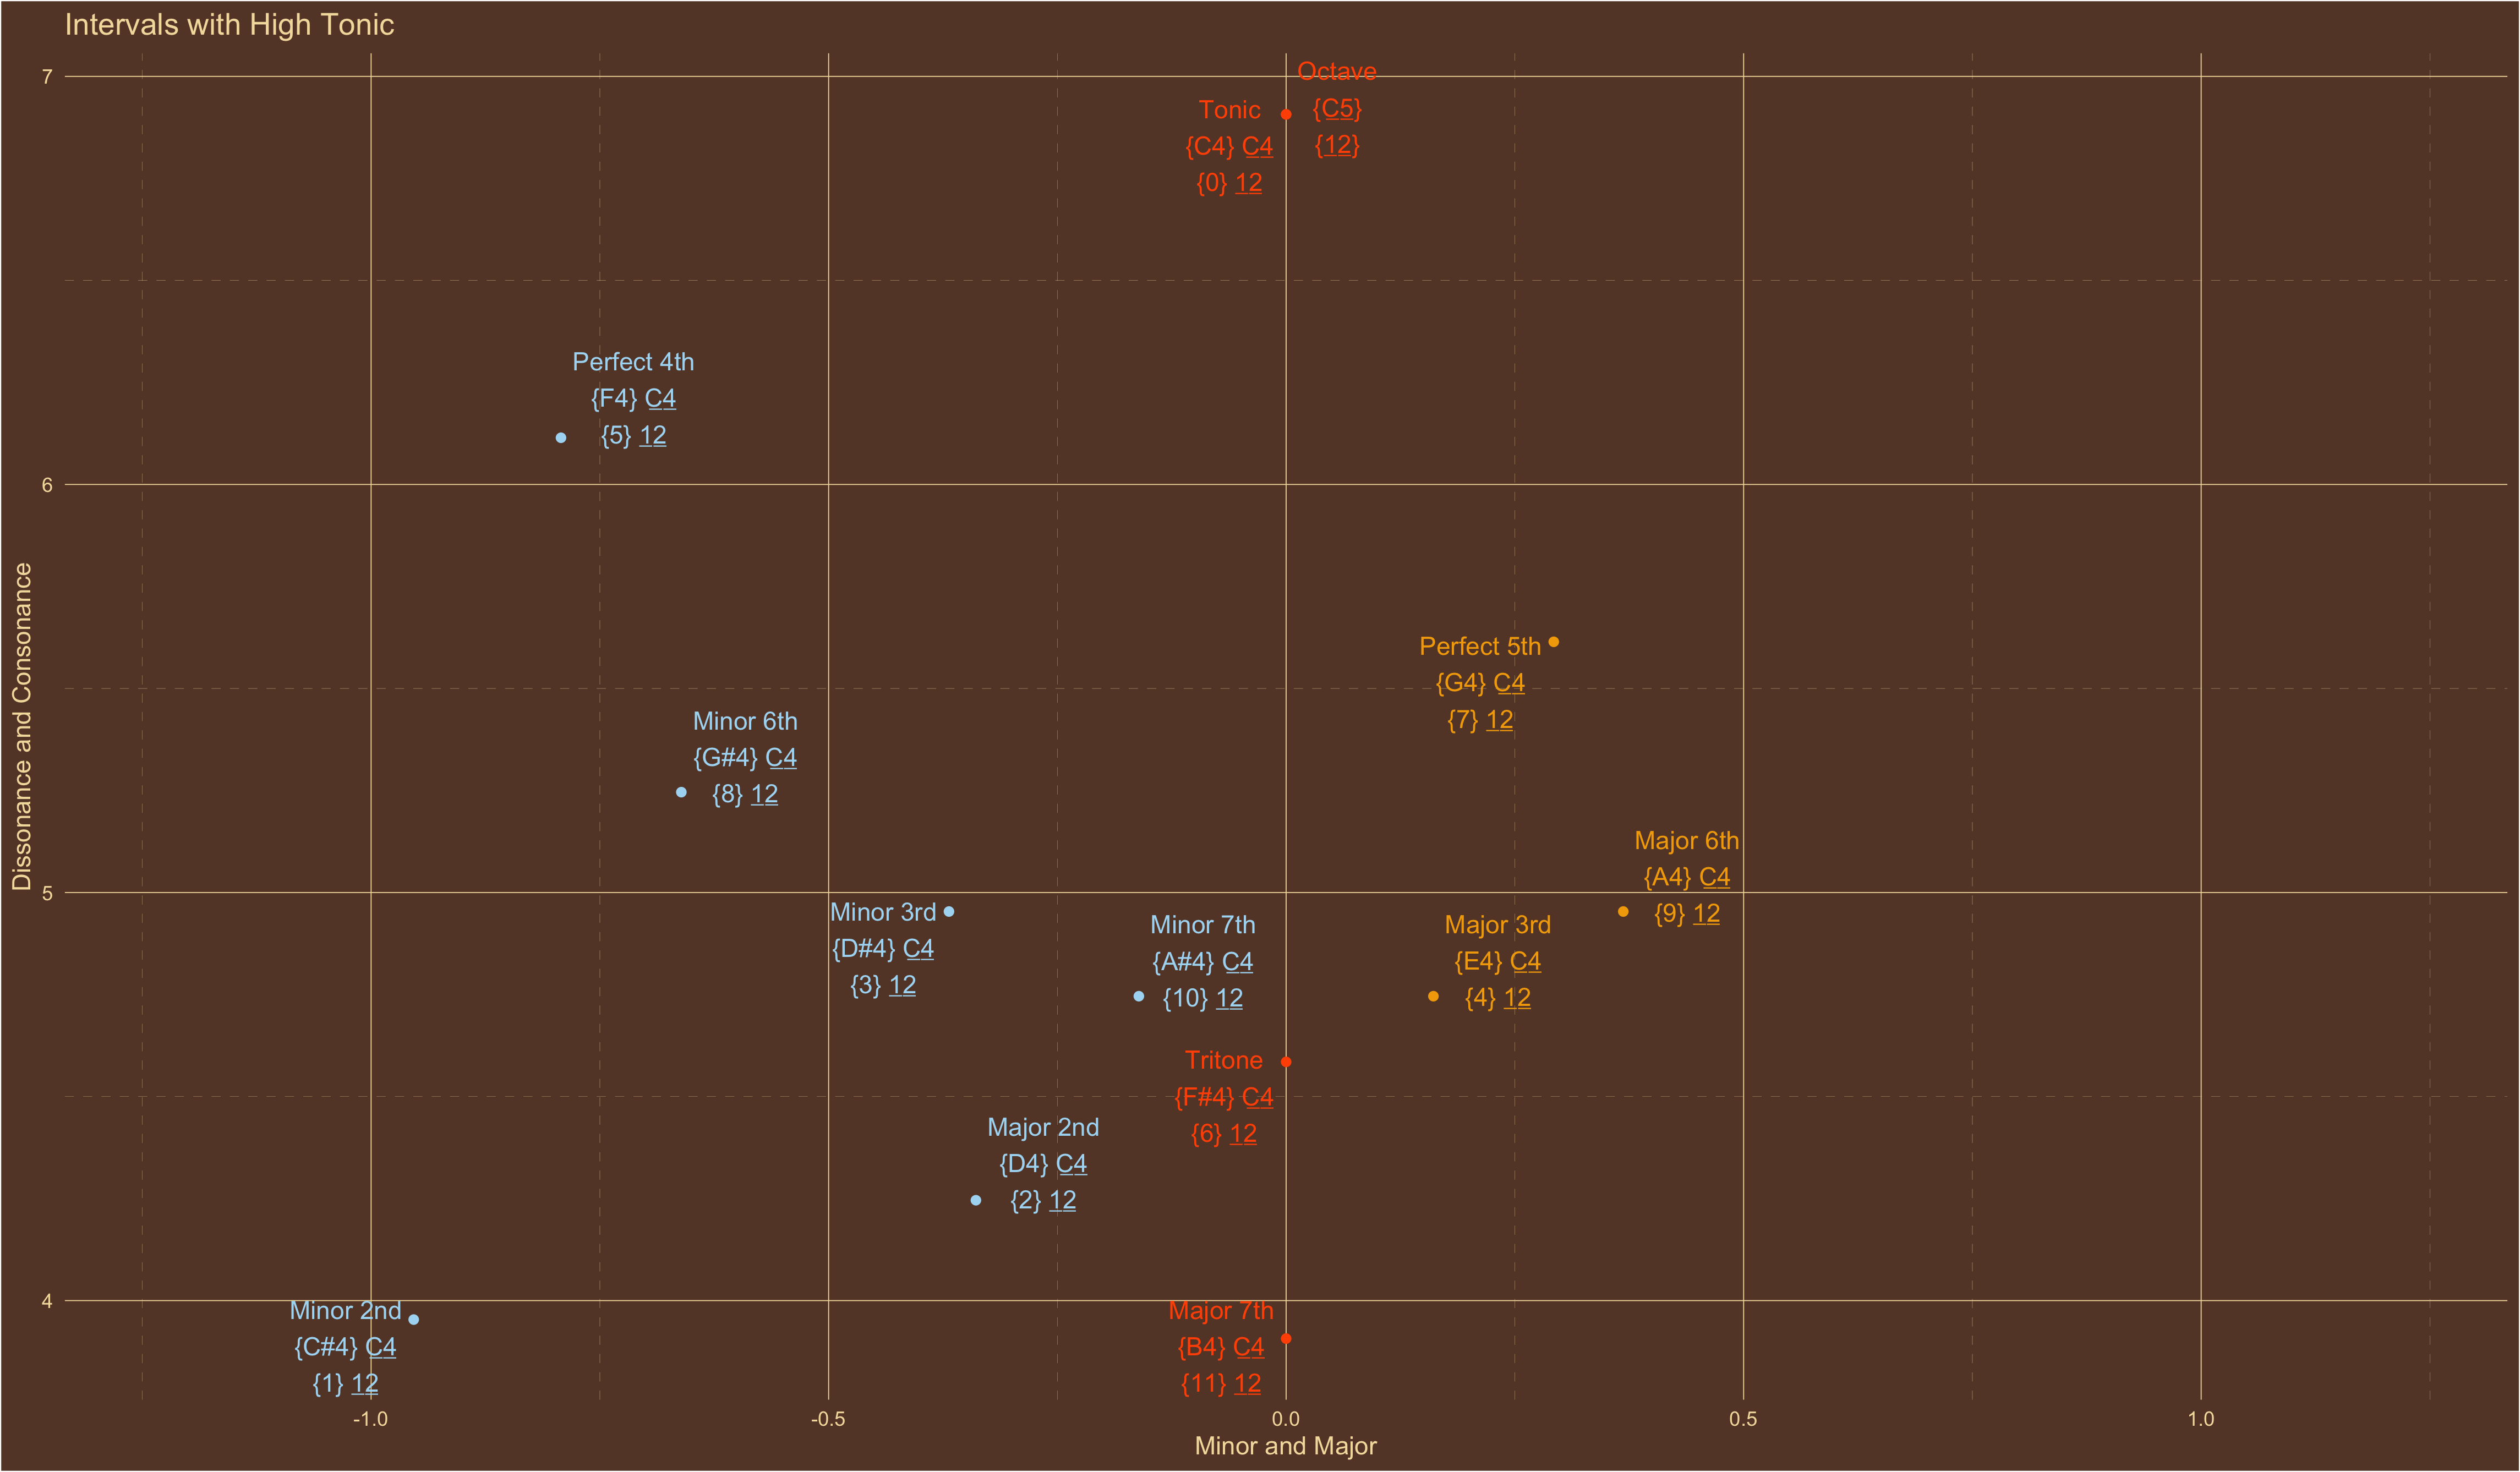 Intervals with High Tonic
7
Octave
{C5}
{12}
Tonic
{C4} C4
{0} 12
Perfect 4th
{F4} C4
{5} 12
6
Dissonance and Consonance
Perfect 5th
{G4} C4
{7} 12
Minor 6th
{G#4} C4
{8} 12
Major 6th
{A4} C4
{9} 12
5
Minor 3rd
{D#4} C4
{3} 12
Minor 7th
{A#4} C4
{10} 12
Major 3rd
{E4} C4
{4} 12
Tritone
{F#4} C4
{6} 12
Major 2nd
{D4} C4
{2} 12
4
Minor 2nd
{C#4} C4
{1} 12
Major 7th
{B4} C4
{11} 12
-1.0
-0.5
0.0
0.5
1.0
Minor and Major